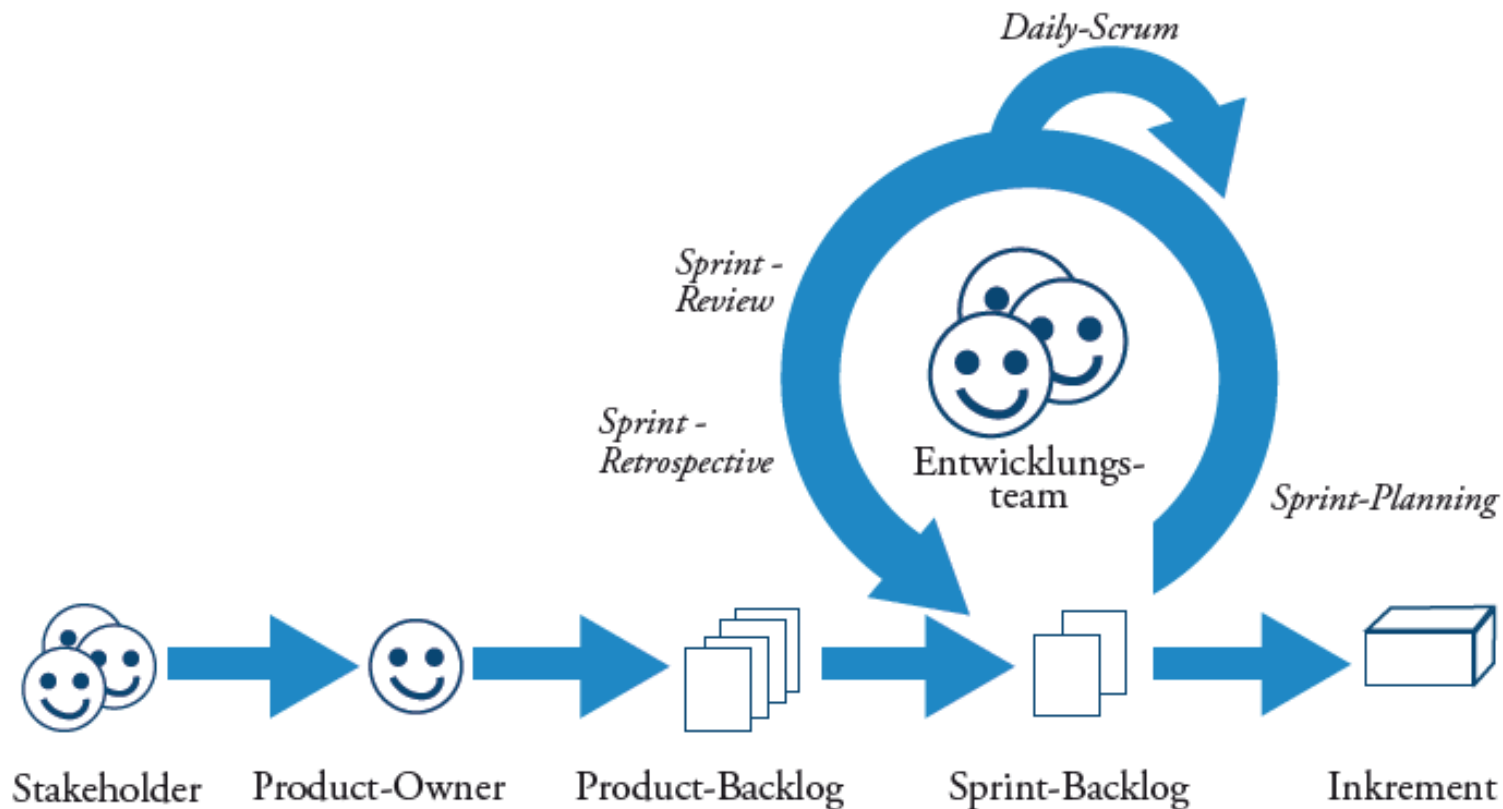 Daily-Scrum
Sprint -
Review
Sprint -
Retrospective
Entwicklungs-
team
Sprint-Planning
Stakeholder
Product-Owner
Product-Backlog
Sprint-Backlog
Inkrement